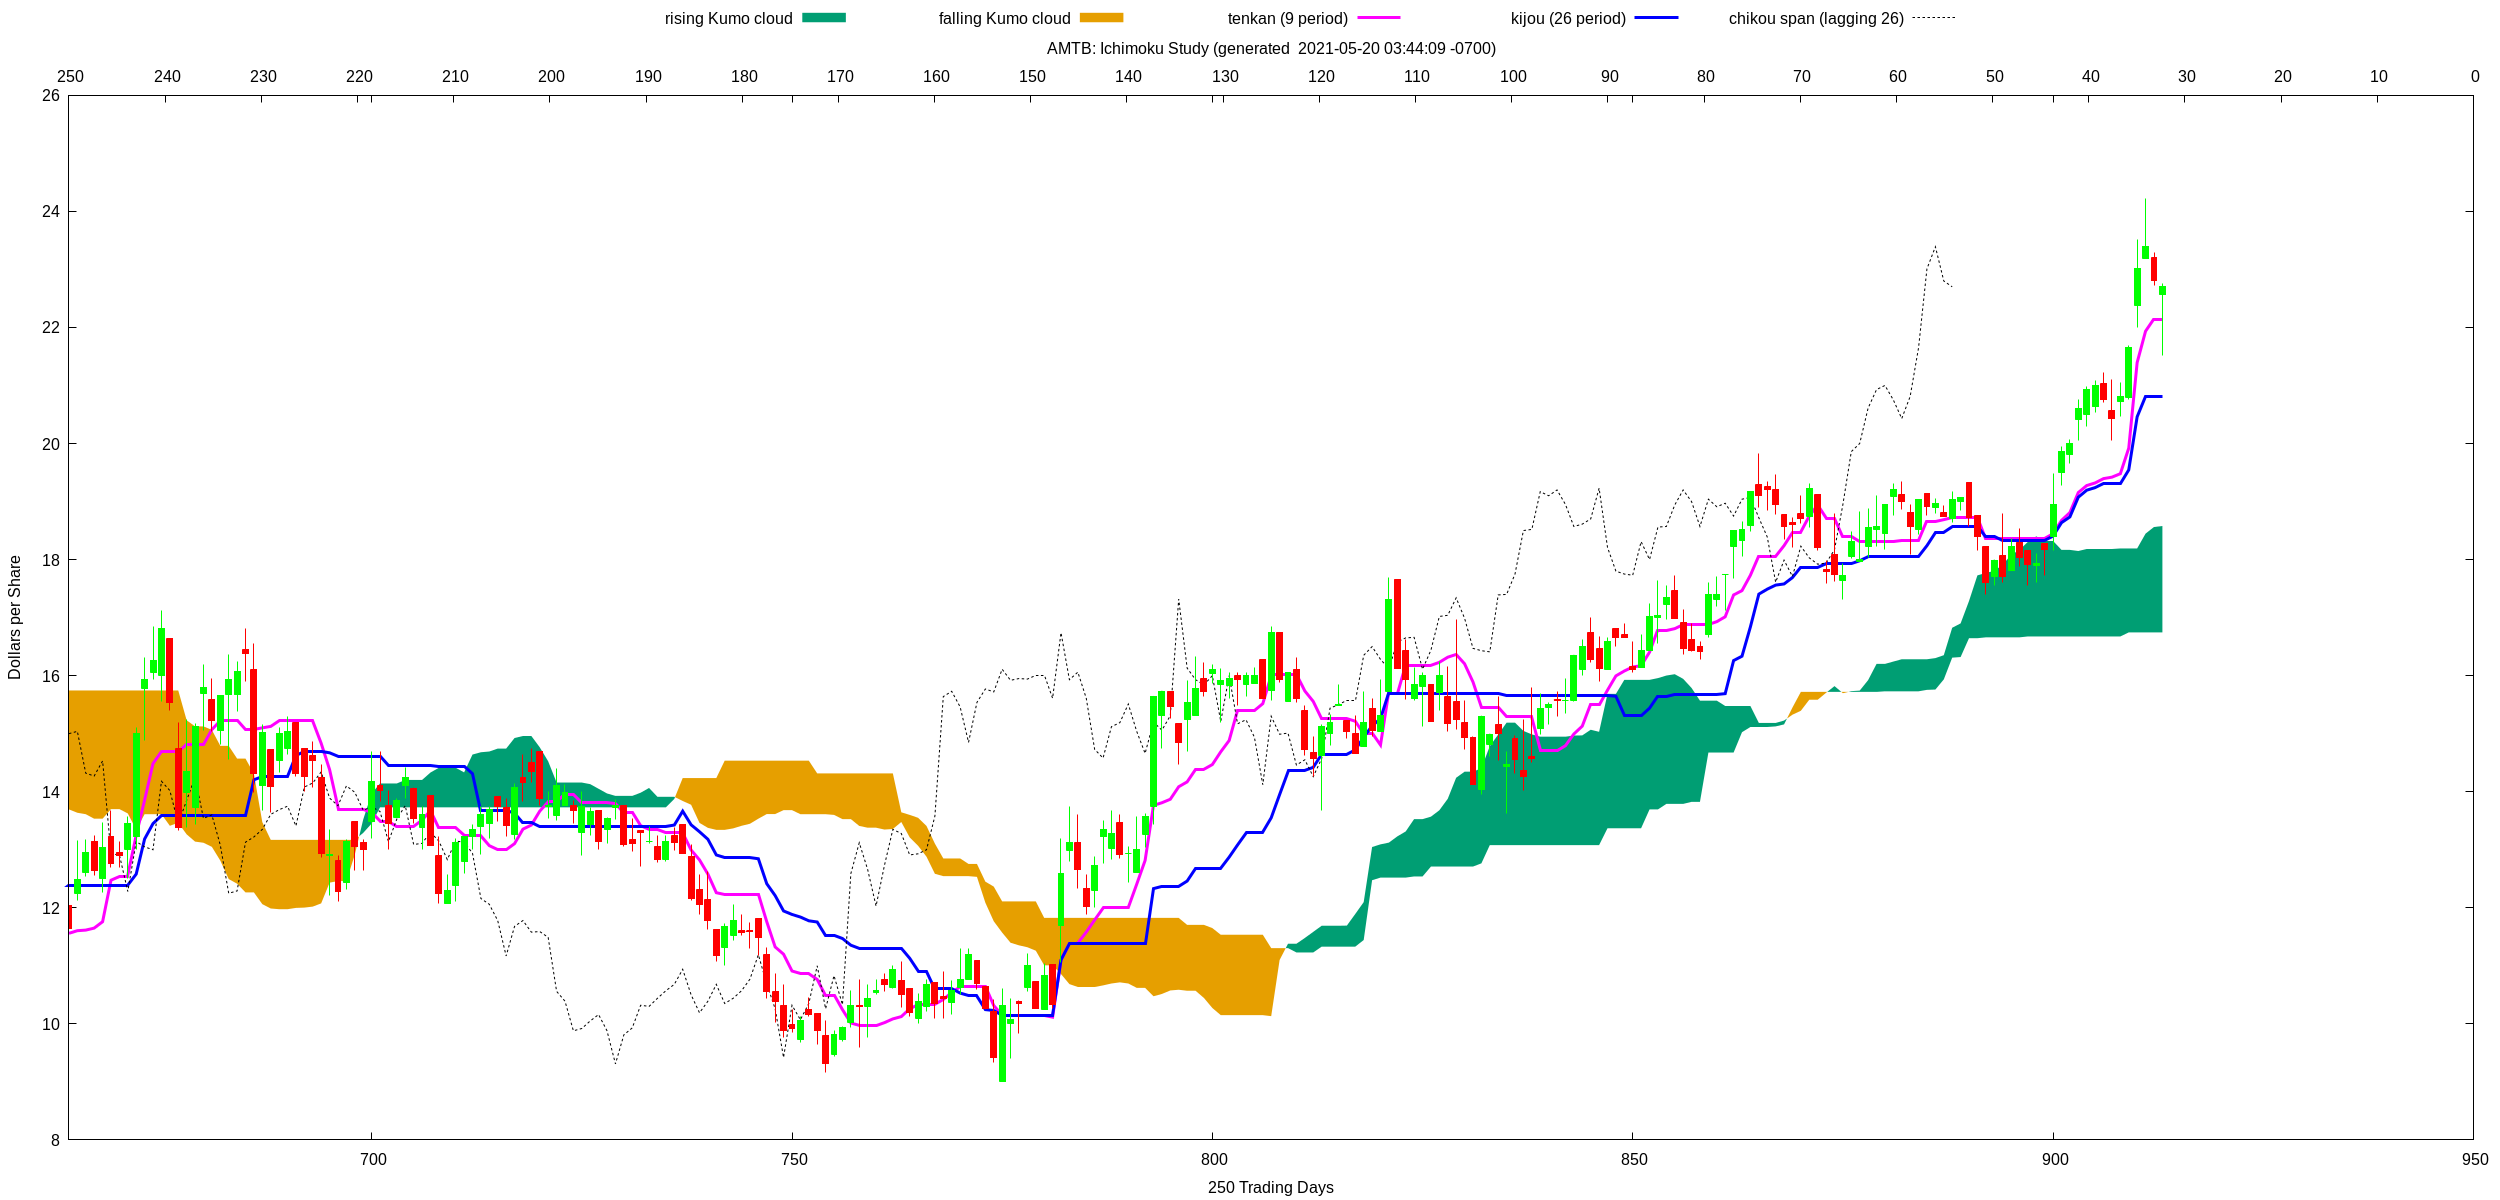 rising Kumo cloud falling Kumo cloud tenkan (9 period) kijou (26 period) chikou span (lagging 26)
AMTB: Ichimoku Study (generated  2021-05-20 03:44:09 -0700)
250 240 230 220 210 200 190 180 170 160 150 140 130 120 110 100 90 80 70 60 50 40 30 20 10 0
26
24
22
20
18
16
14
12
10
8
Dollars per Share
700 750 800 850 900 950
250 Trading Days